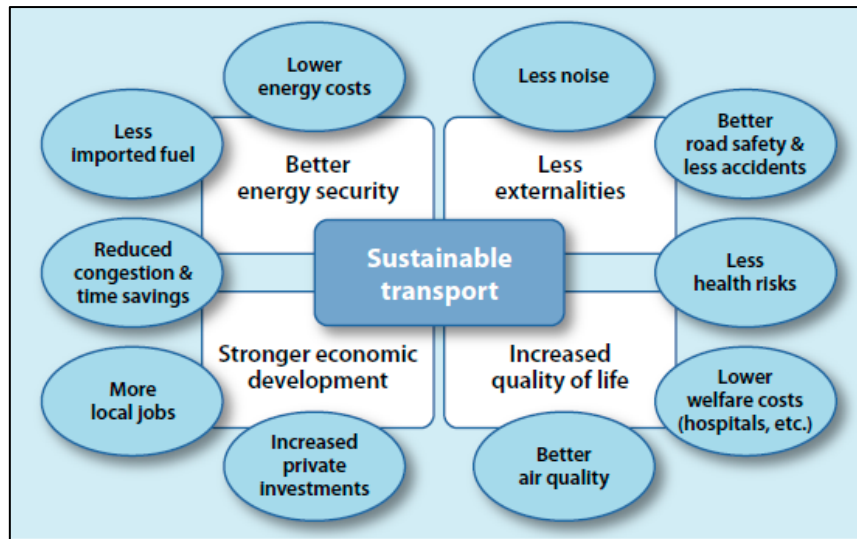 Lower
energy costs
Less noise
Less
imported fuel
Better
road safety &
less accidents
Better
energy security
Less
externalities
Reduced
congestion &
time savings
Sustainable
transport
Less
health risks
Stronger economic
development
Increased
quality of life
More
local jobs
Lower
welfare costs
(hospitals, etc.)
Increased
private
investments
Better
air quality